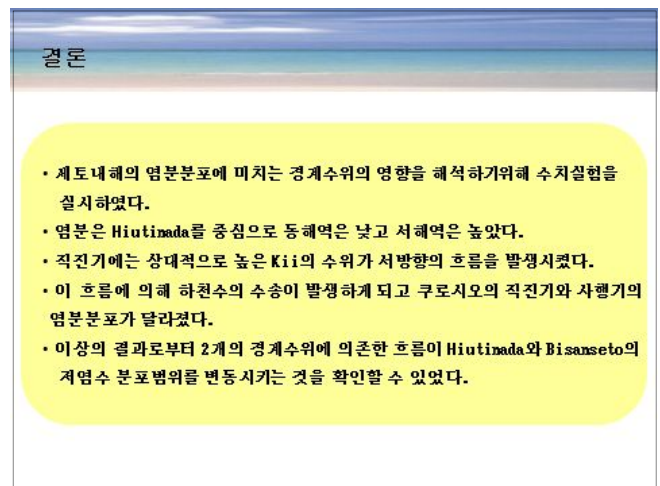 결론
· 세토내해의 염분분포에 미치는 경계수위의 영향을 해석하기위해 수치실험을
실시하였다.
· 염분은 Hiutinada를 중심으로 동해역은 낮고 서해역은 높았다.
· 직진기에는 상대적으로 높은 Kii의 수위가 서방향의 흐름을 발생시켰다.
· 이 흐름에 의해 하천수의 수송이 발생하게 되고 쿠로시오의 직진기와 사행기의
염분분포가 달라졌다.
· 이상의 결과로부터 2개의 경계수위에 의존한 흐름이 Hiutinada와 Bisanseto의
저염수 분포범위를 변동시키는 것을 확인할 수 있었다.